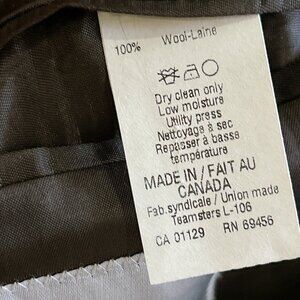 100% Wool-Laine
Dry clean only
Low moisture
Utility press
Nettoyage à sec
Repasser à basse
température
MADE IN / FAIT AU
CANADA
Fab.syndicale / Union made
Teamsters L-106
CA 01129 RN 69456